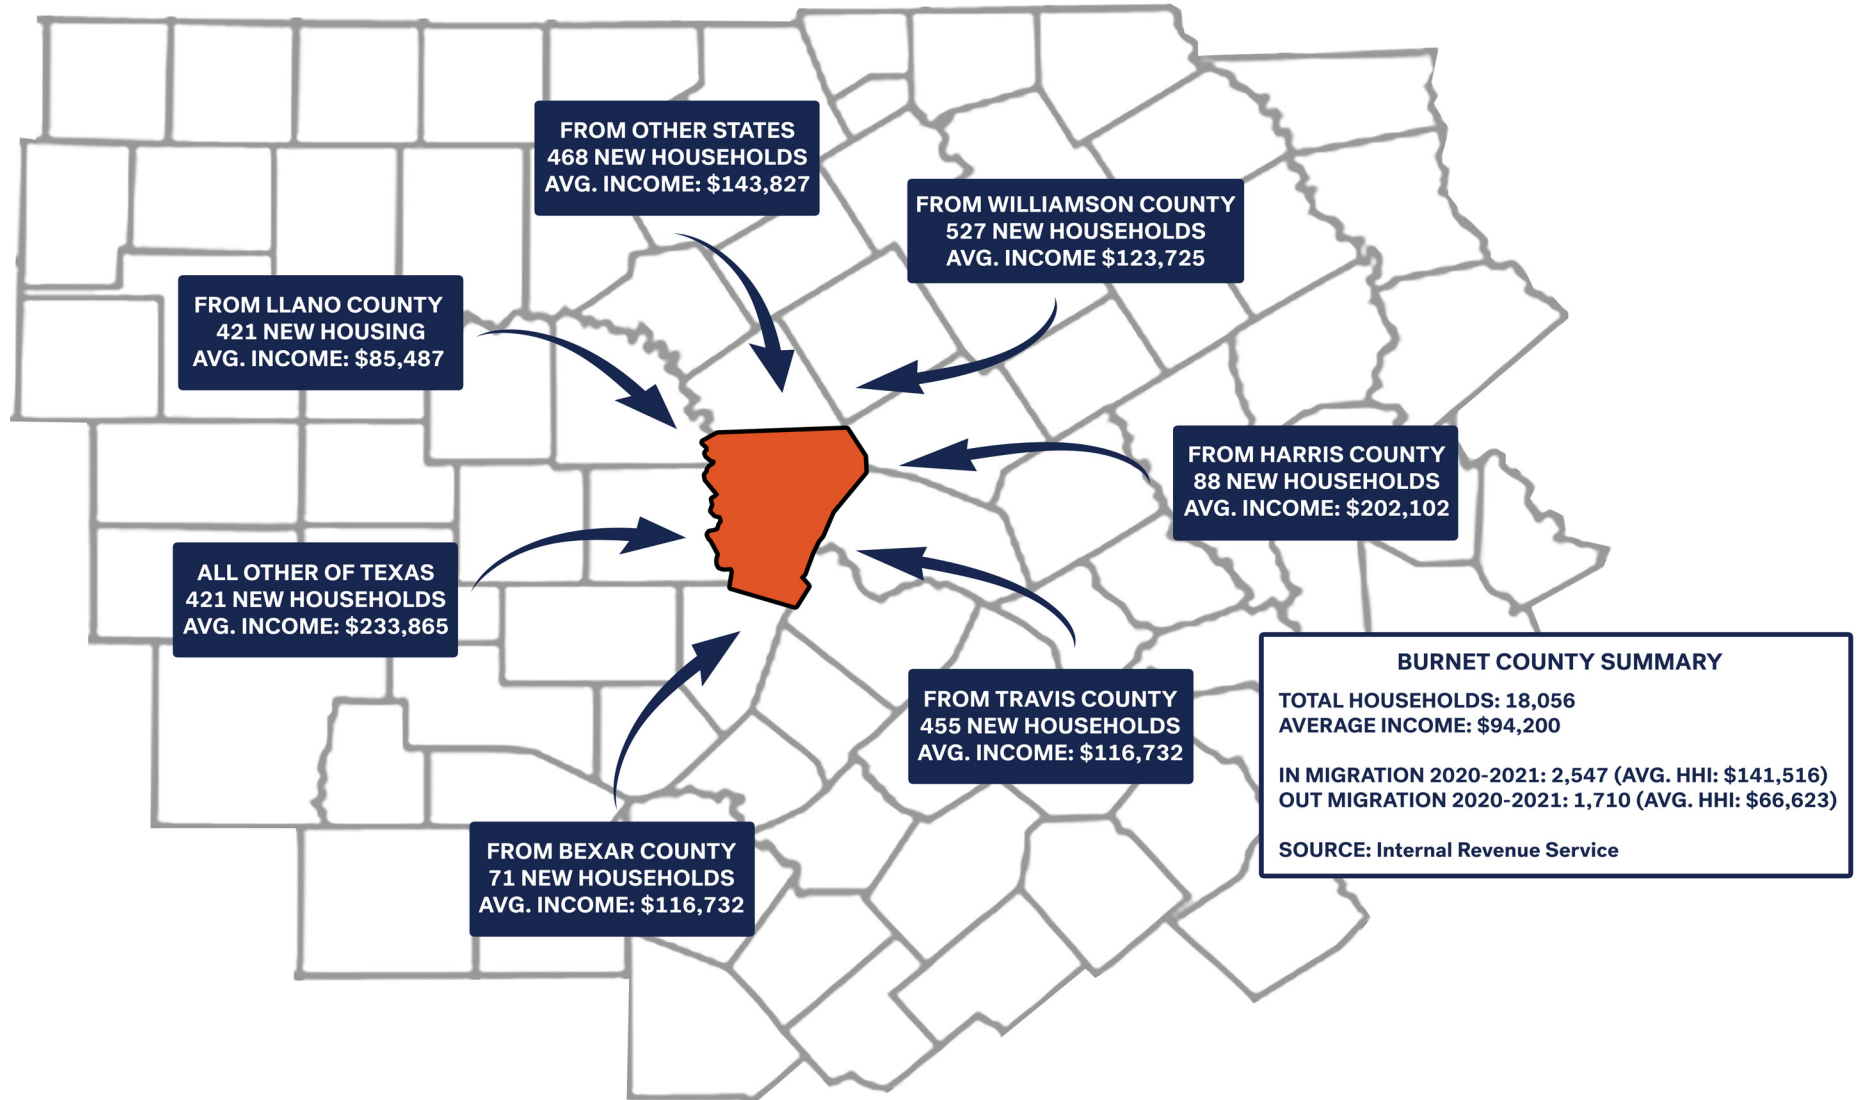 FROM OTHER STATES
468 NEW HOUSEHOLDS
AVG. INCOME: $143,827
FROM WILLIAMSON COUNTY
527 NEW HOUSEHOLDS
AVG. INCOME $123,725
FROM LLANO COUNTY
421 NEW HOUSING
AVG. INCOME: $85,487
FROM HARRIS COUNTY
88 NEW HOUSEHOLDS
AVG. INCOME: $202,102
ALL OTHER OF TEXAS
421 NEW HOUSEHOLDS
AVG. INCOME: $233,865
FROM TRAVIS COUNTY
455 NEW HOUSEHOLDS
AVG. INCOME: $116,732
FROM BEXAR COUNTY
71 NEW HOUSEHOLDS
AVG. INCOME: $116,732
BURNET COUNTY SUMMARY
TOTAL HOUSEHOLDS: 18,056
AVERAGE INCOME: $94,200
IN MIGRATION 2020-2021: 2,547 (AVG. HHI: $141,516)
OUT MIGRATION 2020-2021: 1,710 (AVG. HHI: $66,623)
SOURCE: Internal Revenue Service